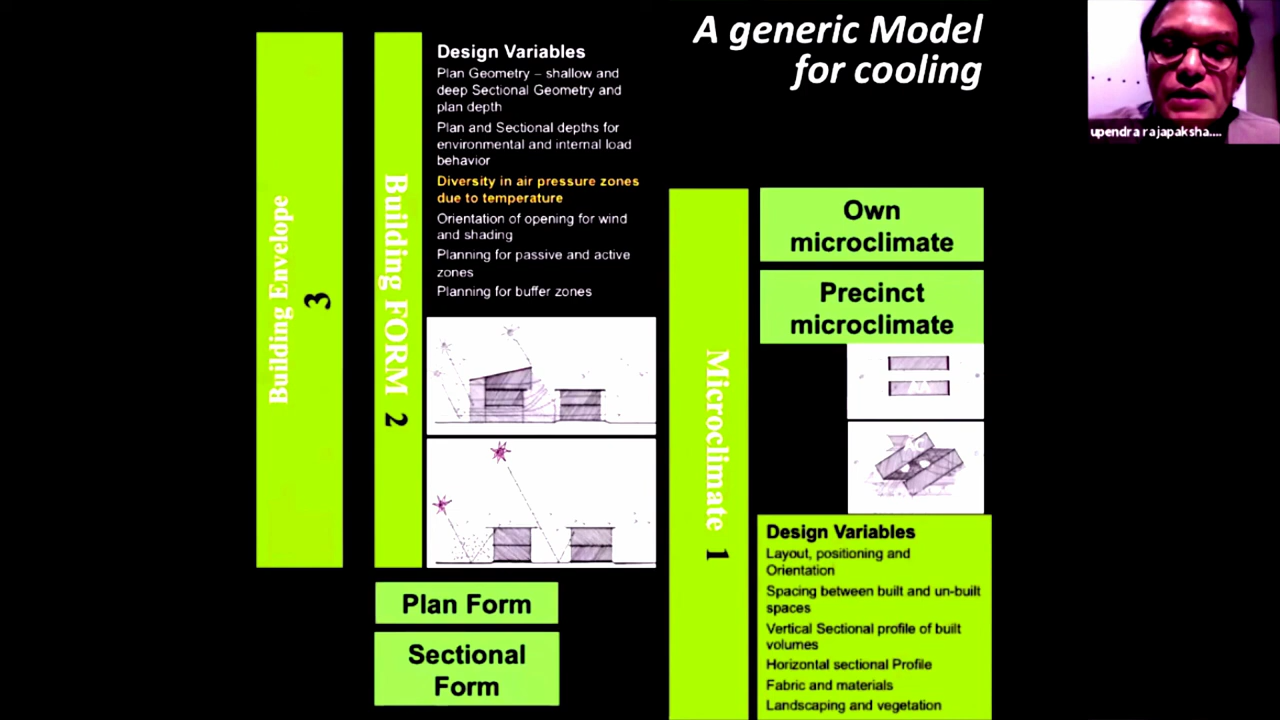 A generic Model
for cooling
upendra rajapaksha....
Building Envelope
3
Building FORM 2
Design Variables
Plan Geometry – shallow and
deep Sectional Geometry and
plan depth
Plan and Sectional depths for
environmental and internal load
behavior
Diversity in air pressure zones
due to temperature
Orientation of opening for wind
and shading
Planning for passive and active
zones
Planning for buffer zones
Plan Form
Sectional
Form
Microclimate 1
Own
microclimate
Precinct
microclimate
Design Variables
Layout, positioning and
Orientation
Spacing between built and un-built
spaces
Vertical Sectional profile of built
volumes
Horizontal sectional Profile
Fabric and materials
Landscaping and vegetation